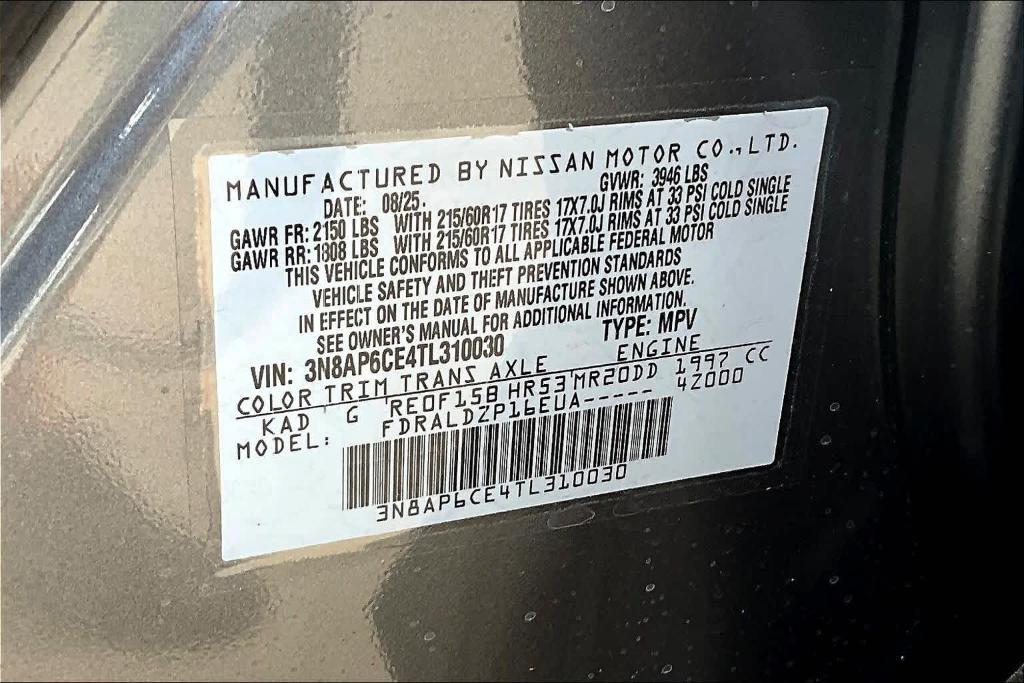 MANUFACTURED BY NISSAN MOTOR CO., LTD.
DATE: 08/25. GVWR: 3946 LBS
GAWR FR: 2150 LBS WITH 215/60R17 TIRES 17X7.0J RIMS AT 33 PSI COLD SINGLE
GAWR RR: 1808 LBS WITH 215/60R17 TIRES 17X7.0J RIMS AT 33 PSI COLD SINGLE
THIS VEHICLE CONFORMS TO ALL APPLICABLE FEDERAL MOTOR
VEHICLE SAFETY AND THEFT PREVENTION STANDARDS
IN EFFECT ON THE DATE OF MANUFACTURE SHOWN ABOVE.
SEE OWNER'S MANUAL FOR ADDITIONAL INFORMATION.
VIN: 3N8AP6CE4TL310030 TYPE: MPV
COLOR TRIM TRANS AXLE ENGINE
KAD G RE0F15B HR53 MR20DD 1997 CC
MODEL: FDRALDZP16EUA----- 4Z000
3N8AP6CE4TL310030